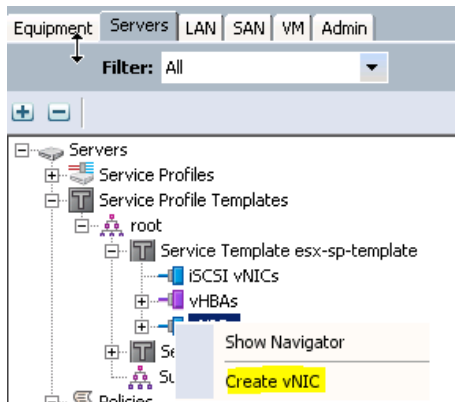 Equipment Servers LAN SAN VM Admin
Filter: All
Servers
Service Profiles
Service Profile Templates
root
Service Template esx-sp-template
iSCSI vNICs
vHBAs
Show Navigator
Create vNIC
Policies